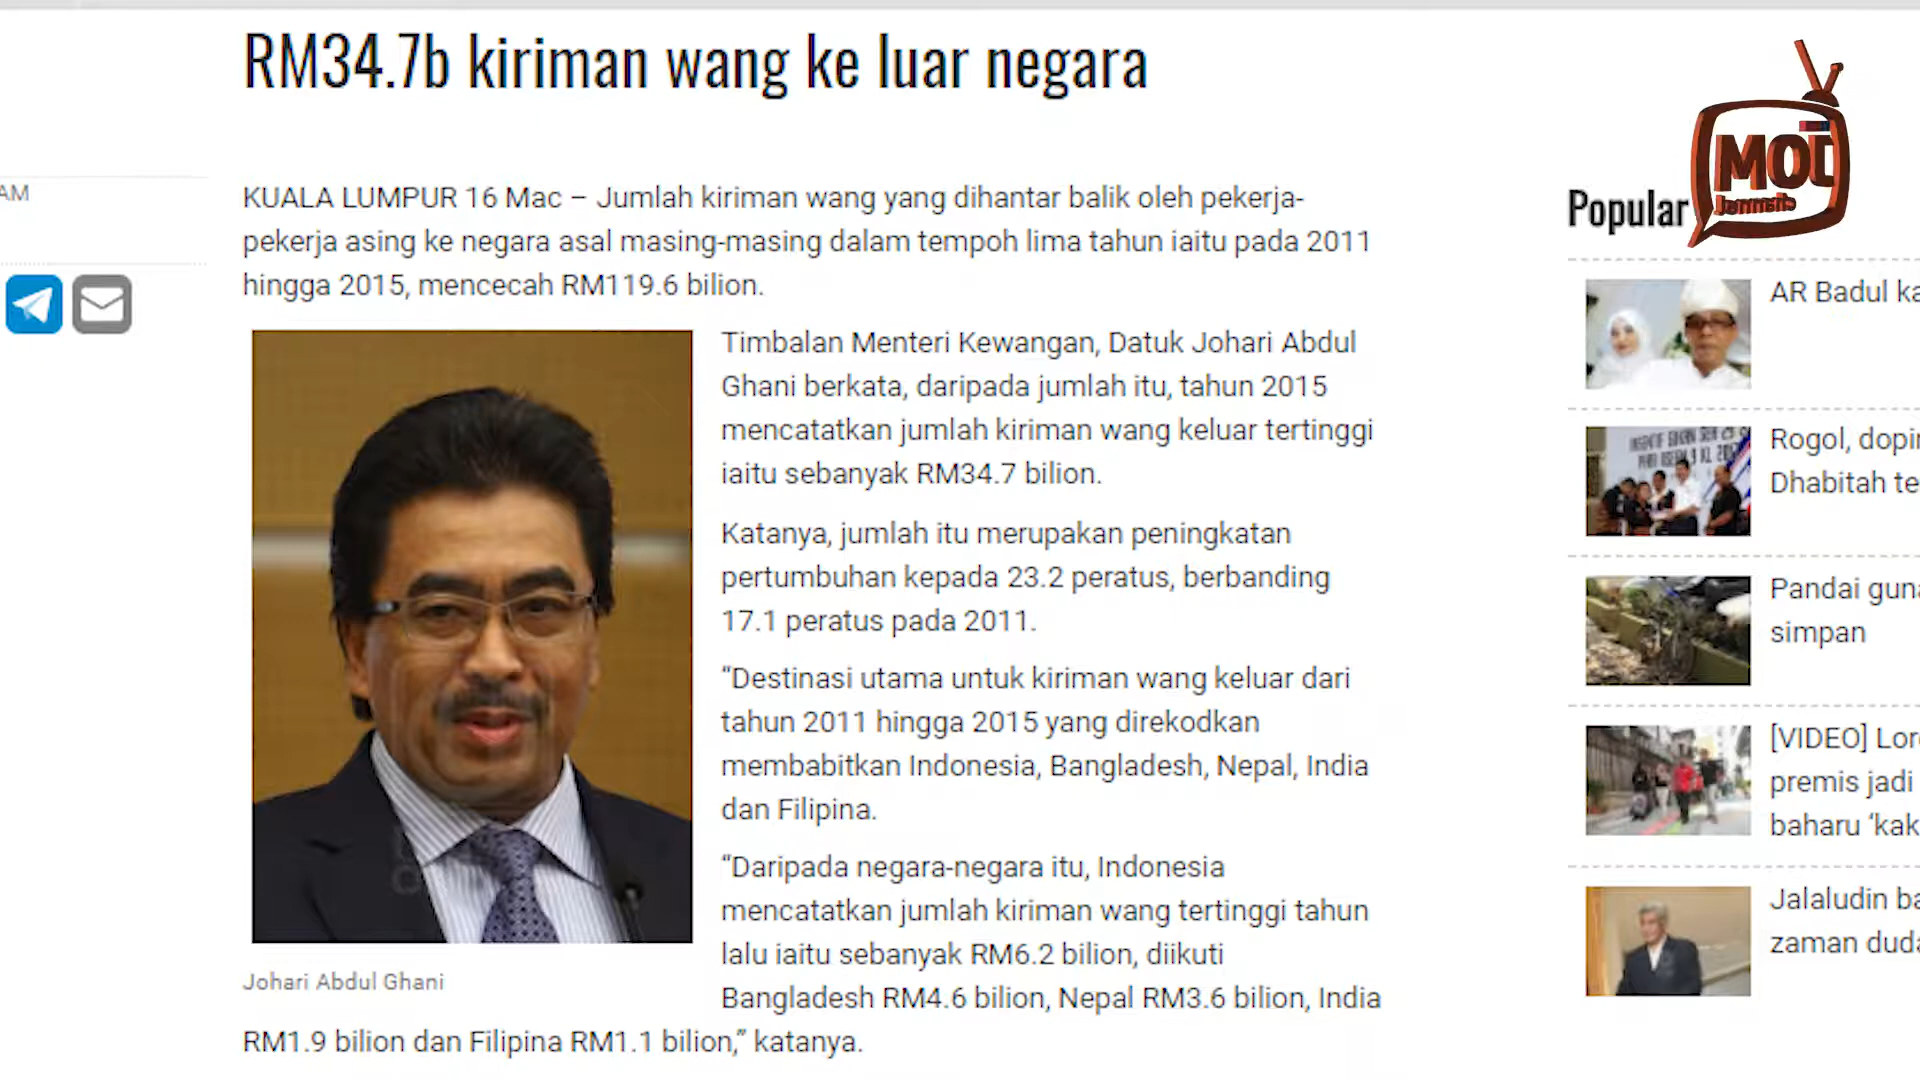 RM34.7b kiriman wang ke luar negara
AM
KUALA LUMPUR 16 Mac – Jumlah kiriman wang yang dihantar balik oleh pekerja-
pekerja asing ke negara asal masing-masing dalam tempoh lima tahun iaitu pada 2011
hingga 2015, mencecah RM119.6 bilion.
Timbalan Menteri Kewangan, Datuk Johari Abdul
Ghani berkata, daripada jumlah itu, tahun 2015
mencatatkan jumlah kiriman wang keluar tertinggi
iaitu sebanyak RM34.7 bilion.
Katanya, jumlah itu merupakan peningkatan
pertumbuhan kepada 23.2 peratus, berbanding
17.1 peratus pada 2011.
“Destinasi utama untuk kiriman wang keluar dari
tahun 2011 hingga 2015 yang direkodkan
membabitkan Indonesia, Bangladesh, Nepal, India
dan Filipina.
“Daripada negara-negara itu, Indonesia
mencatatkan jumlah kiriman wang tertinggi tahun
lalu iaitu sebanyak RM6.2 bilion, diikuti
Bangladesh RM4.6 bilion, Nepal RM3.6 bilion, India
RM1.9 bilion dan Filipina RM1.1 bilion,” katanya.
Johari Abdul Ghani
Popular
AR Badul ka
Rogol, dopin
Dhabitah te
Pandai guna
simpan
[VIDEO] Lor
premis jadi
baharu ‘kak
Jalaludin ba
zaman duda